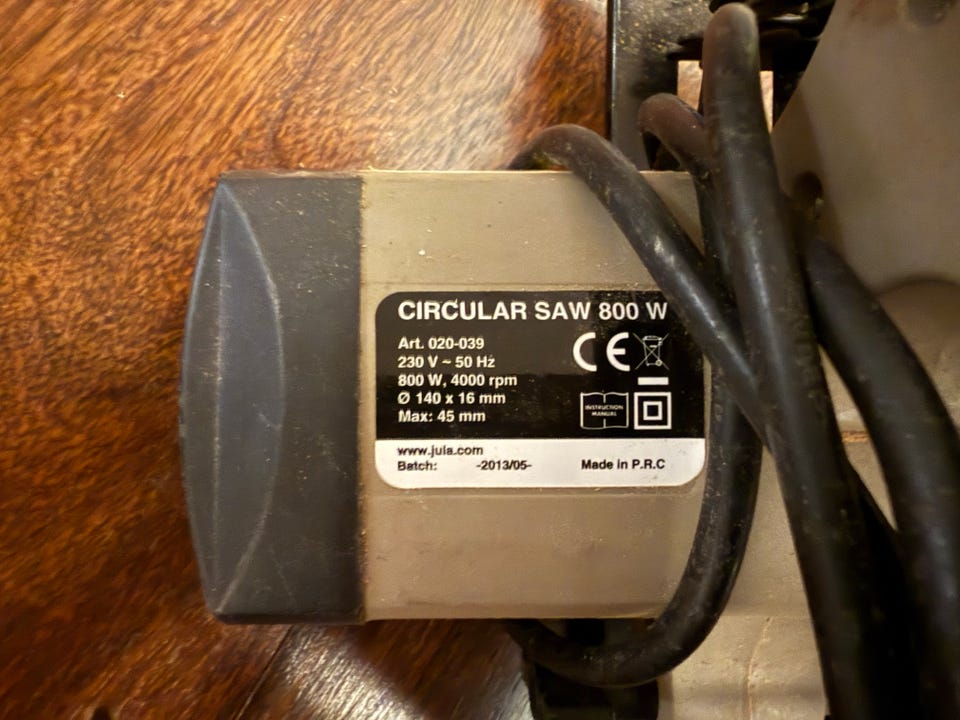 CIRCULAR SAW 800 W
Art. 020-039
230 V ~ 50 Hz
800 W, 4000 rpm
Ø 140 x 16 mm
Max: 45 mm
CE
INSTRUCTION
MANUAL
www.jula.com
Batch: -2013/05- Made in P.R.C